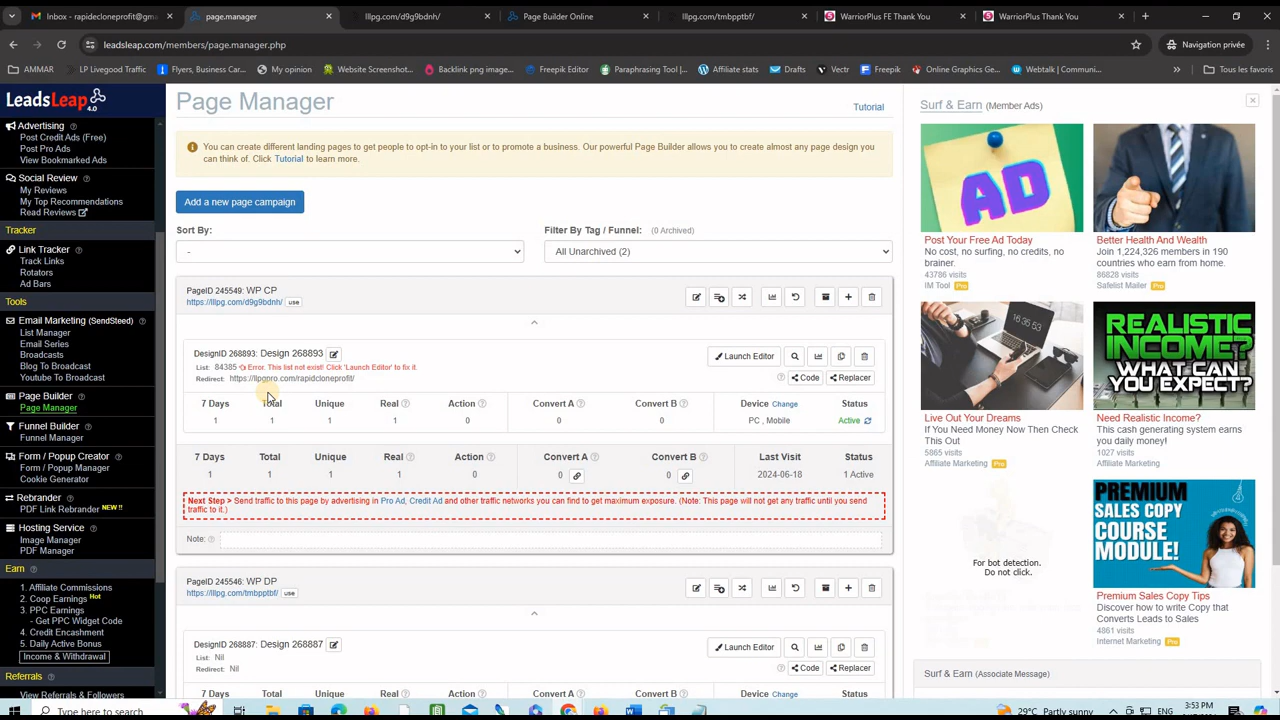 Inbox - rapidecloneprofit@gm
page.manager
lllpg.com/d9g9bdnh/
Page Builder Online
lllpg.com/tmbpptbf/
WarriorPlus FE Thank You
WarriorPlus Thank You
leadsleap.com/members/page.manager.php
Navigation privée
AMMAR
LP Livegood Traffic
Flyers, Business Car...
My opinion
Website Screenshot...
Backlink png image...
Freepik Editor
Paraphrasing Tool |...
Affiliate stats
Drafts
Vectr
Freepik
Online Graphics Ge...
Webtalk | Communi...
Tous les favoris
LeadsLeap 4.0
Advertising
Post Credit Ads (Free)
Post Pro Ads
View Bookmarked Ads
Social Review
My Reviews
My Top Recommendations
Read Reviews
Tracker
Link Tracker
Track Links
Rotators
Ad Bars
Tools
Email Marketing (SendSteed)
List Manager
Email Series
Broadcasts
Blog To Broadcast
Youtube To Broadcast
Page Builder
Page Manager
Funnel Builder
Funnel Manager
Form / Popup Creator
Form / Popup Manager
Cookie Generator
Rebrander
PDF Link Rebrander NEW !!
Hosting Service
Image Manager
PDF Manager
Earn
1. Affiliate Commissions
2. Coop Earnings Hot
3. PPC Earnings
- Get PPC Widget Code
4. Credit Encashment
5. Daily Active Bonus
Income & Withdrawal
Referrals
View Referrals & Followers
Page Manager
Tutorial
You can create different landing pages to get people to opt-in to your list or to promote a business. Our powerful Page Builder allows you to create almost any page design you
can think of. Click Tutorial to learn more.
Add a new page campaign
Sort By:
Filter By Tag / Funnel: (0 Archived)
-
All Unarchived (2)
PageID 245549: WP CP
https://lllpg.com/d9g9bdnh/ use
DesignID 268893: Design 268893
Launch Editor
List: 84385 Error. This list not exist! Click 'Launch Editor' to fix it.
Redirect: https://llpgpro.com/rapidcloneprofit/
Code
Replacer
7 Days Total Unique Real Action Convert A Convert B Device Change Status
1 1 1 1 0 0 0 PC , Mobile Active
7 Days Total Unique Real Action Convert A Convert B Last Visit Status
1 1 1 1 0 0 0 2024-06-18 1 Active
Next Step > Send traffic to this page by advertising in Pro Ad, Credit Ad and other traffic networks you can find to get maximum exposure. (Note: This page will not get any traffic until you send
traffic to it.)
Note:
PageID 245546: WP DP
https://lllpg.com/tmbpptbf/ use
DesignID 268887: Design 268887
Launch Editor
List: Nil
Redirect: Nil
Code
Replacer
7 Days Total Unique Real Action Convert A Convert B Device Change Status
Surf & Earn (Member Ads)
AD
Post Your Free Ad Today
No cost, no surfing, no credits, no
brainer.
43786 visits
IM Tool Pro
Better Health And Wealth
Join 1,224,326 members in 190
countries who earn from home.
86828 visits
Safelist Mailer Pro
16:35:53
Live Out Your Dreams
If You Need Money Now Then Check
This Out
5865 visits
Affiliate Marketing Pro
REALISTIC
INCOME?
WHAT CAN
YOU EXPECT?
Need Realistic Income?
This cash generating system earns
you daily money!
1027 visits
Affiliate Marketing
For bot detection.
Do not click.
PREMIUM
SALES COPY
COURSE
MODULE!
Premium Sales Copy Tips
Discover how to write Copy that
Converts Leads to Sales
4861 visits
Internet Marketing Pro
Surf & Earn (Associate Message)
Type here to search
29°C Partly sunny
ENG
3:53 PM